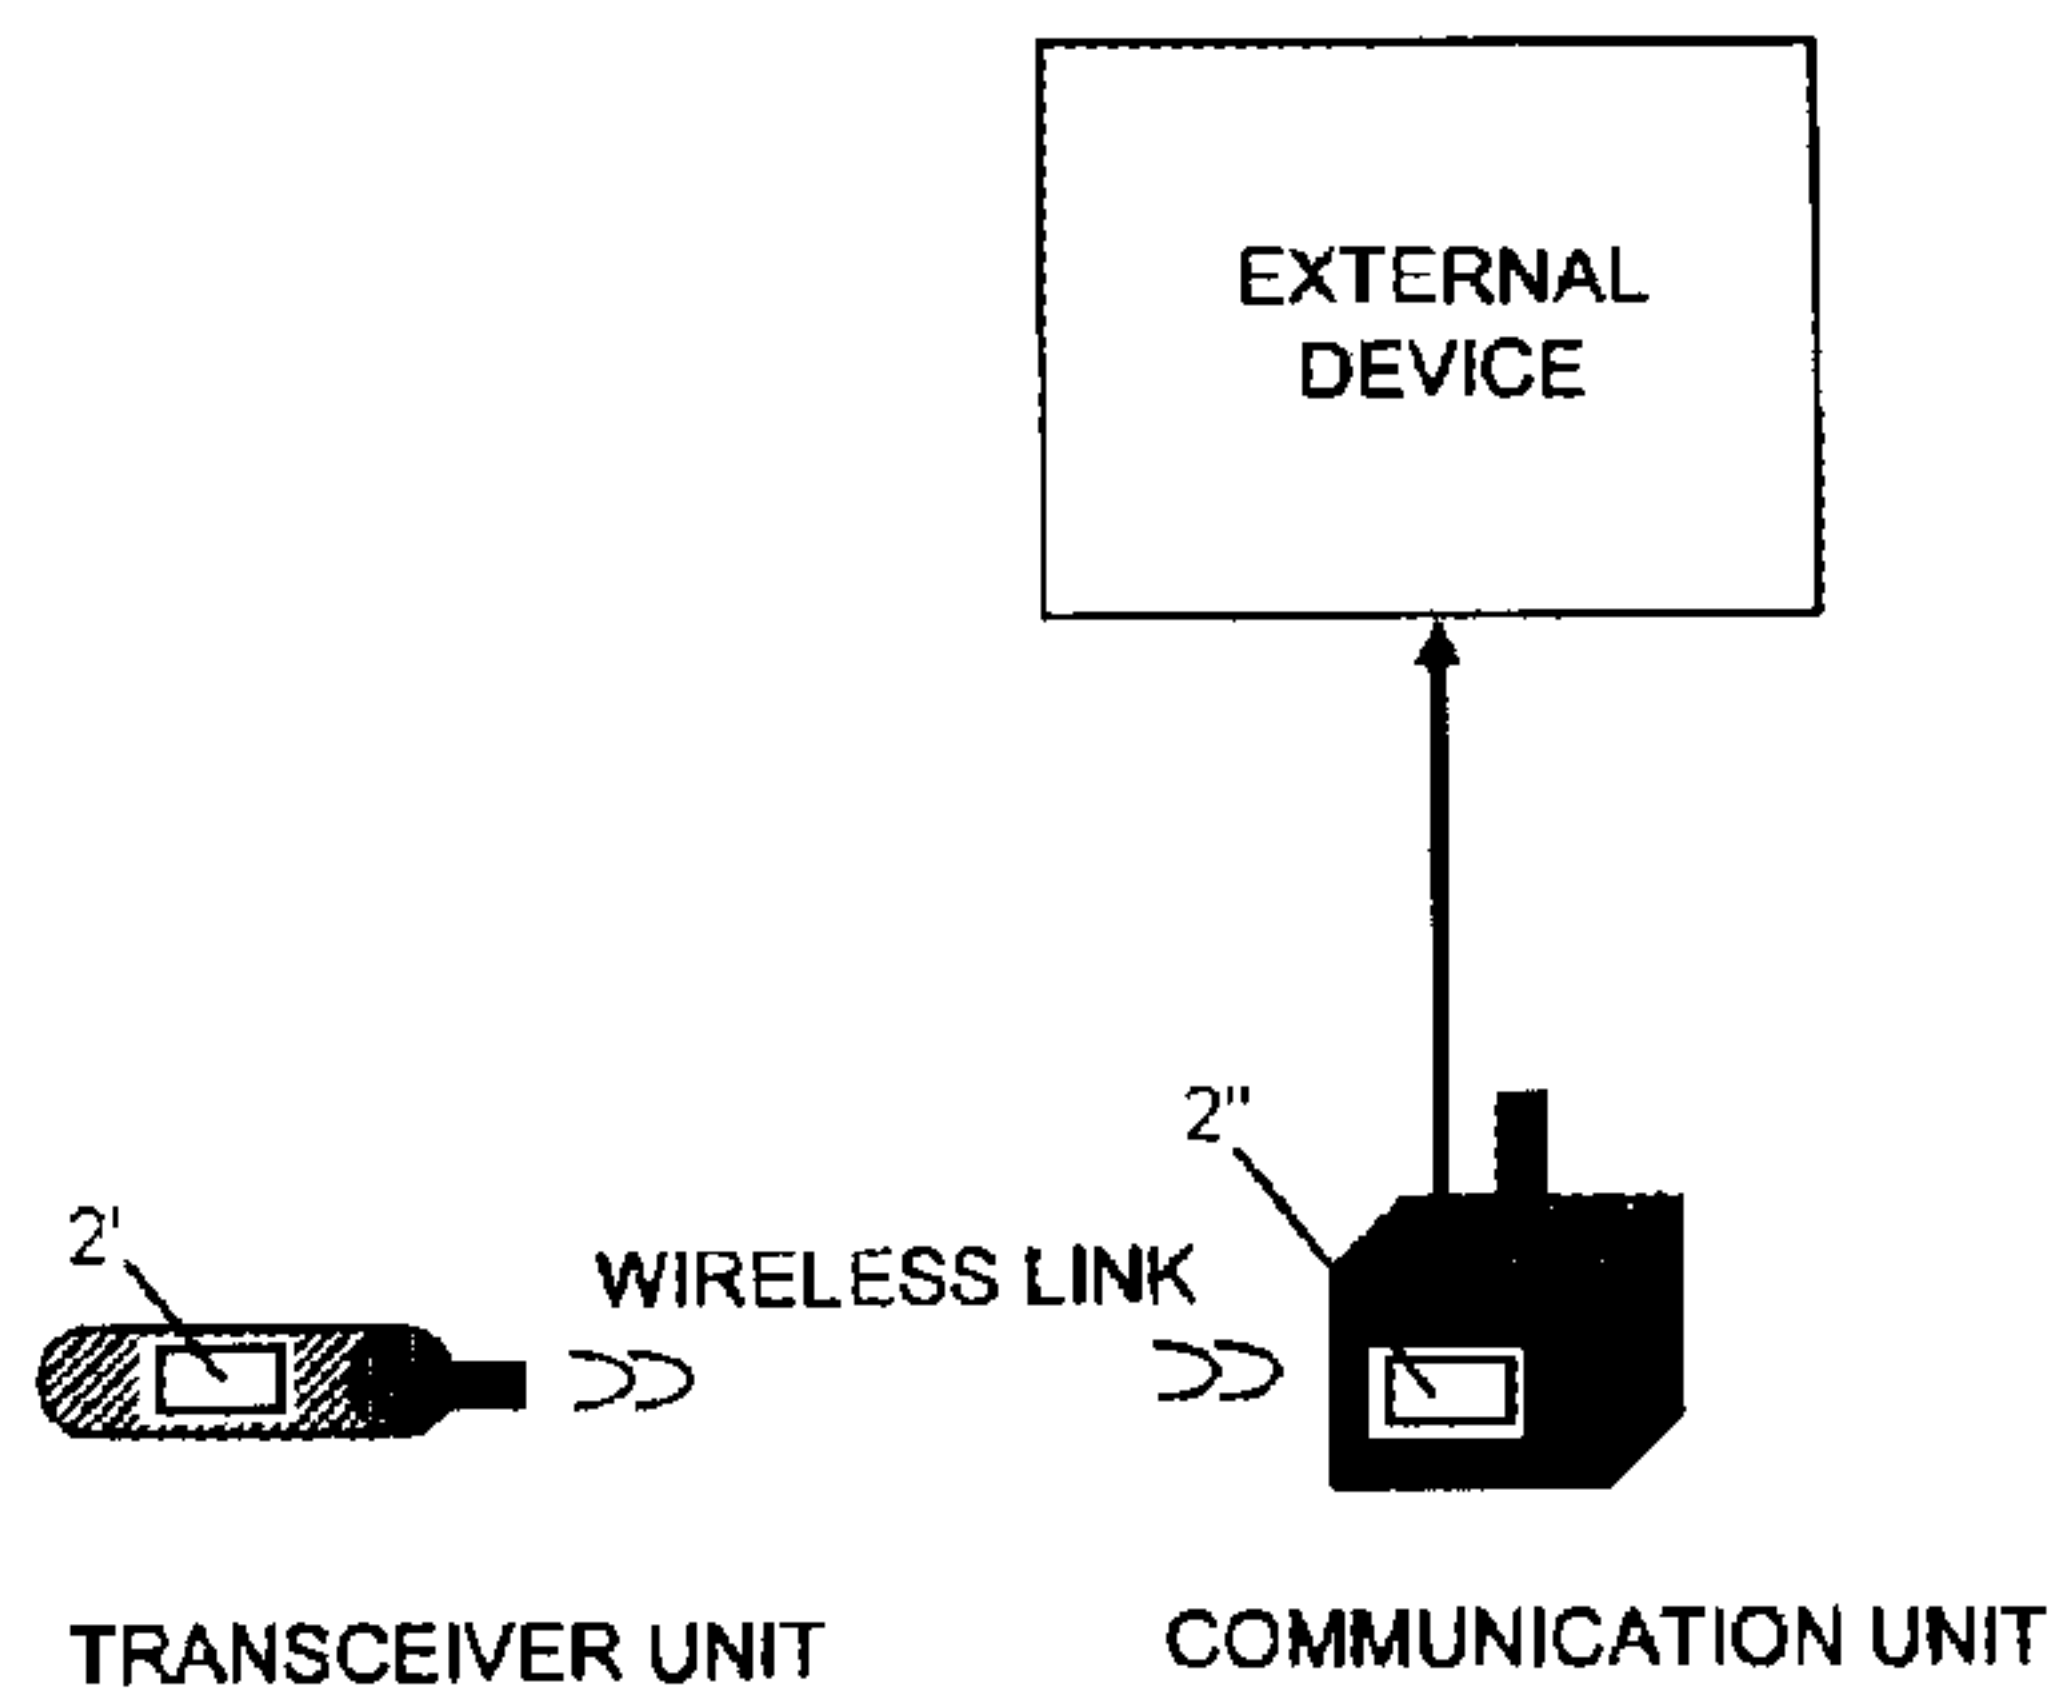 EXTERNAL
DEVICE
2"
2'
WIRELESS LINK
TRANSCEIVER UNIT
COMMUNICATION UNIT